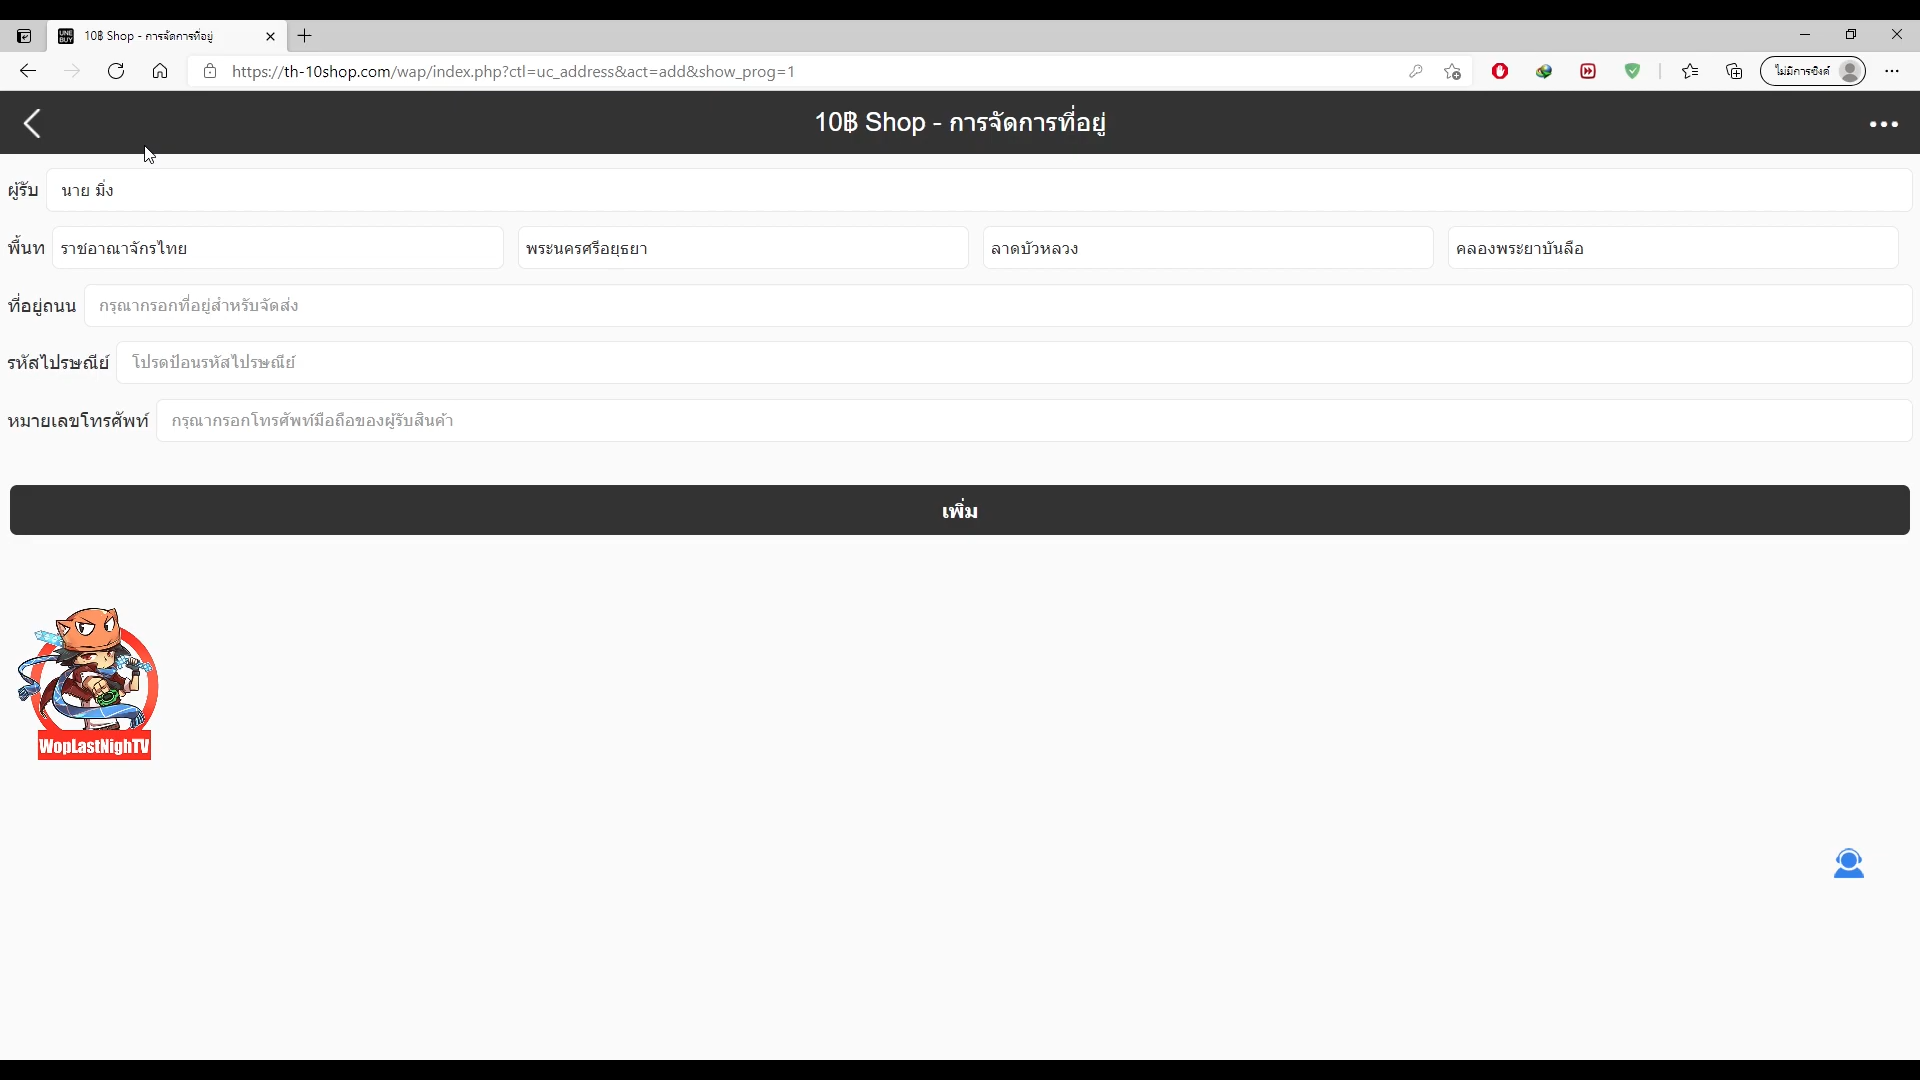 10฿ Shop - การจัดการที่อยู่
https://th-10shop.com/wap/index.php?ctl=uc_address&act=add&show_prog=1
ไม่มีการซิงค์
10฿ Shop - การจัดการที่อยู่
ผู้รับ นาย มิ่ง
พื้นท ราชอาณาจักรไทย พระนครศรีอยุธยา ลาดบัวหลวง คลองพระยาบันลือ
ที่อยู่ถนน กรุณากรอกที่อยู่สำหรับจัดส่ง
รหัสไปรษณีย์ โปรดป้อนรหัสไปรษณีย์
หมายเลขโทรศัพท์ กรุณากรอกโทรศัพท์มือถือของผู้รับสินค้า
เพิ่ม
WopLastNighTV